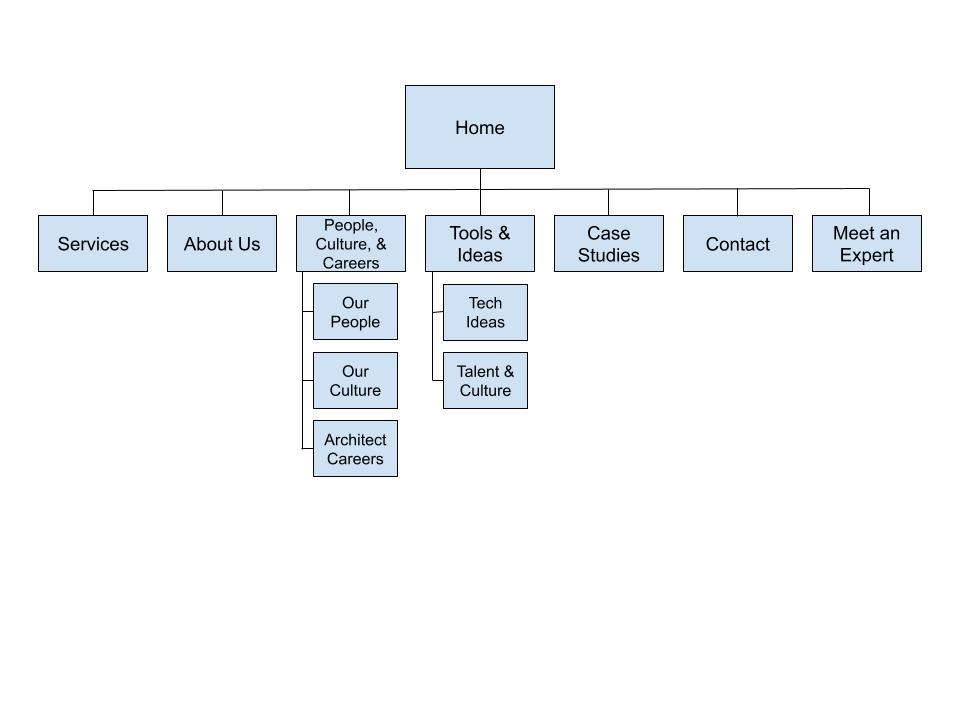 Home
Services
About Us
People,
Culture, &
Careers
Tools &
Ideas
Case
Studies
Contact
Meet an
Expert
Our
People
Our
Culture
Architect
Careers
Tech
Ideas
Talent &
Culture